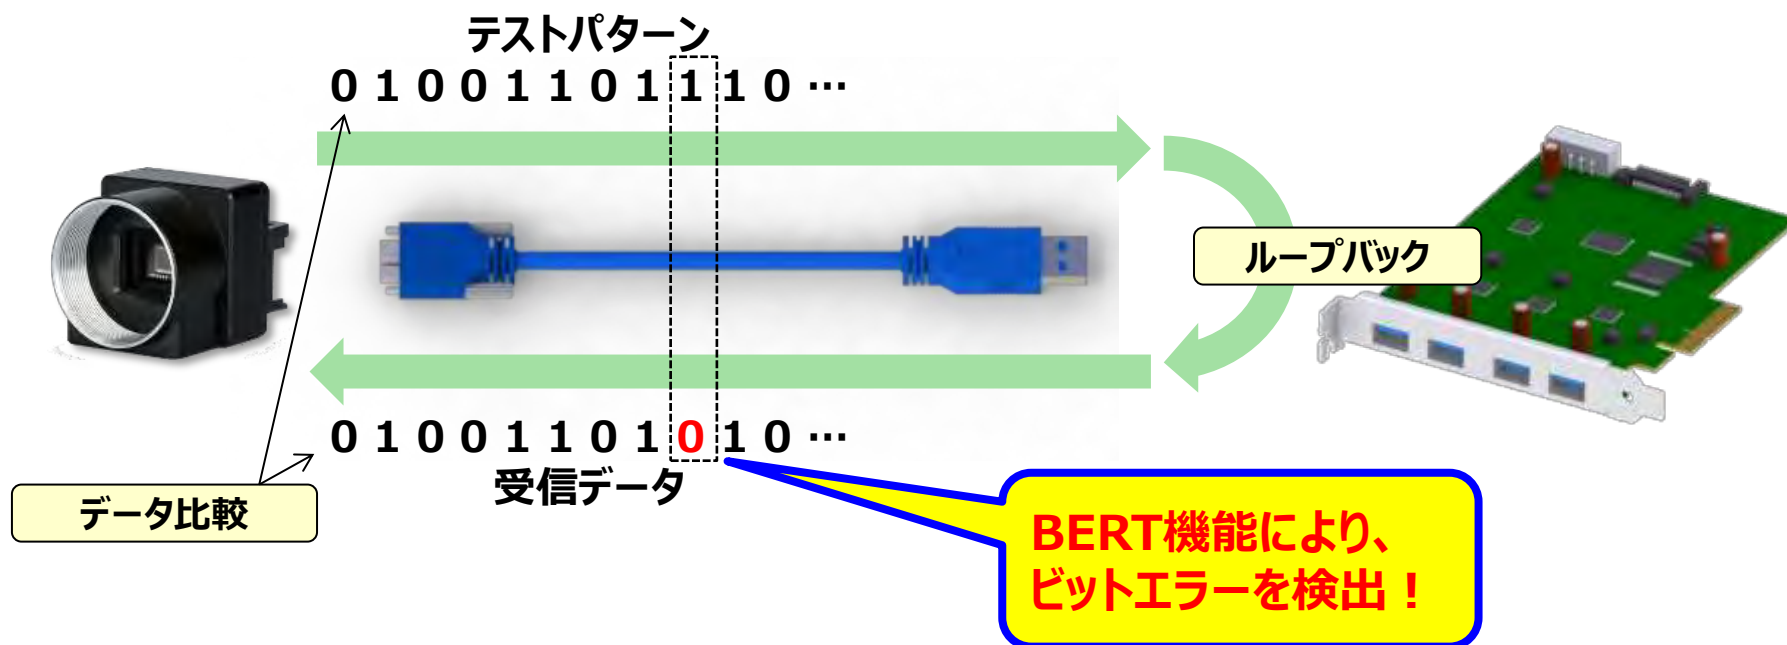 テストパターン
0 1 0 0 1 1 0 1 1 1 0 …
ループバック
0 1 0 0 1 1 0 1 0 1 0 …
受信データ
データ比較
BERT機能により、
ビットエラーを検出！